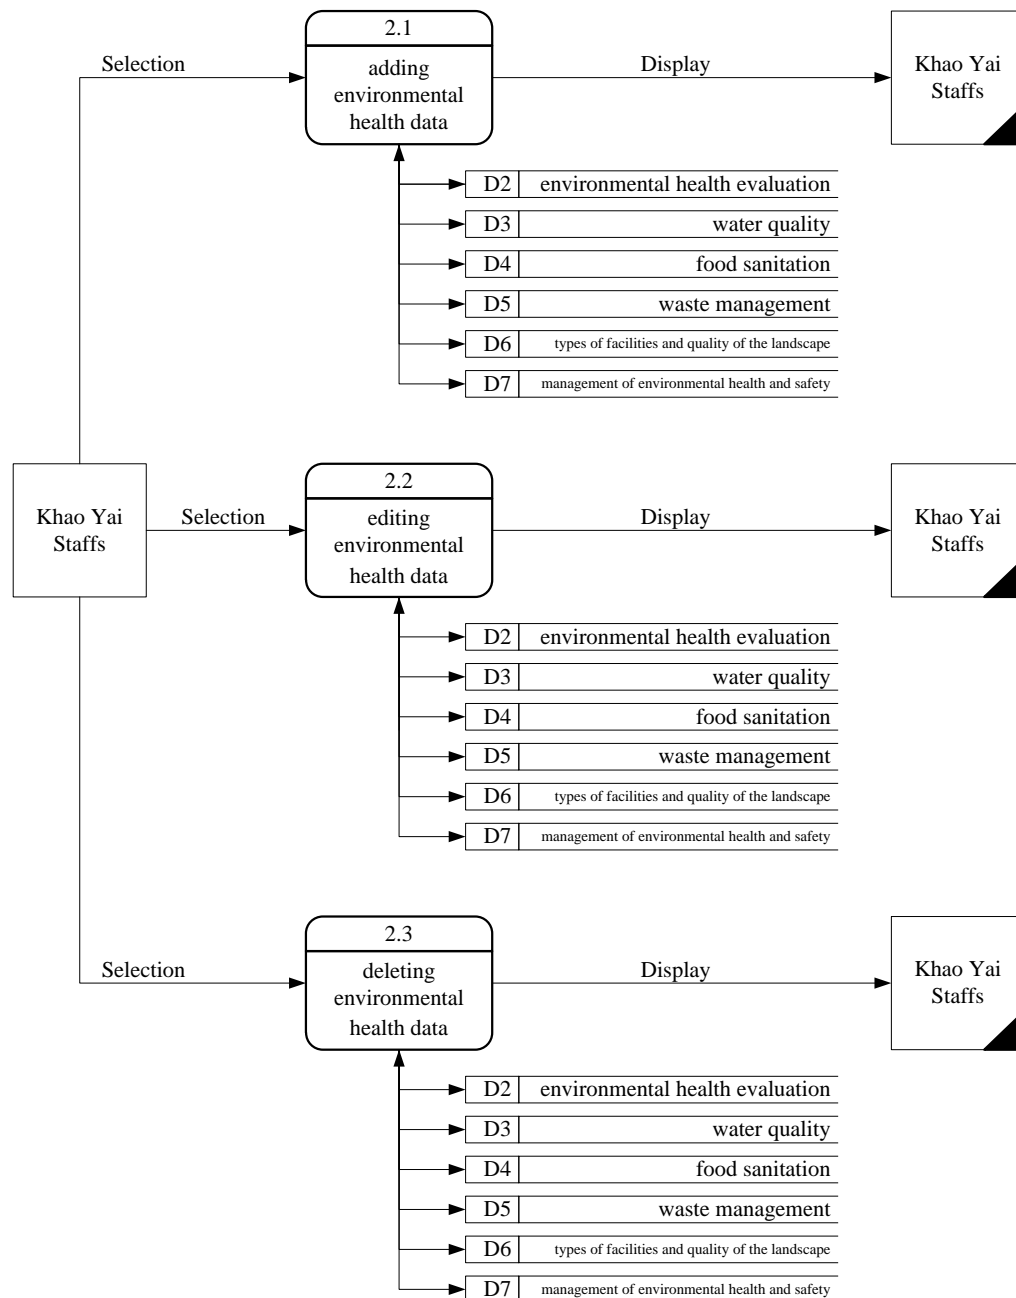 2.1
Selection
adding
environmental
health data
Display
Khao Yai
Staffs
D2 environmental health evaluation
D3 water quality
D4 food sanitation
D5 waste management
D6 types of facilities and quality of the landscape
D7 management of environmental health and safety
Khao Yai
Staffs
Selection
2.2
editing
environmental
health data
Display
Khao Yai
Staffs
D2 environmental health evaluation
D3 water quality
D4 food sanitation
D5 waste management
D6 types of facilities and quality of the landscape
D7 management of environmental health and safety
Selection
2.3
deleting
environmental
health data
Display
Khao Yai
Staffs
D2 environmental health evaluation
D3 water quality
D4 food sanitation
D5 waste management
D6 types of facilities and quality of the landscape
D7 management of environmental health and safety